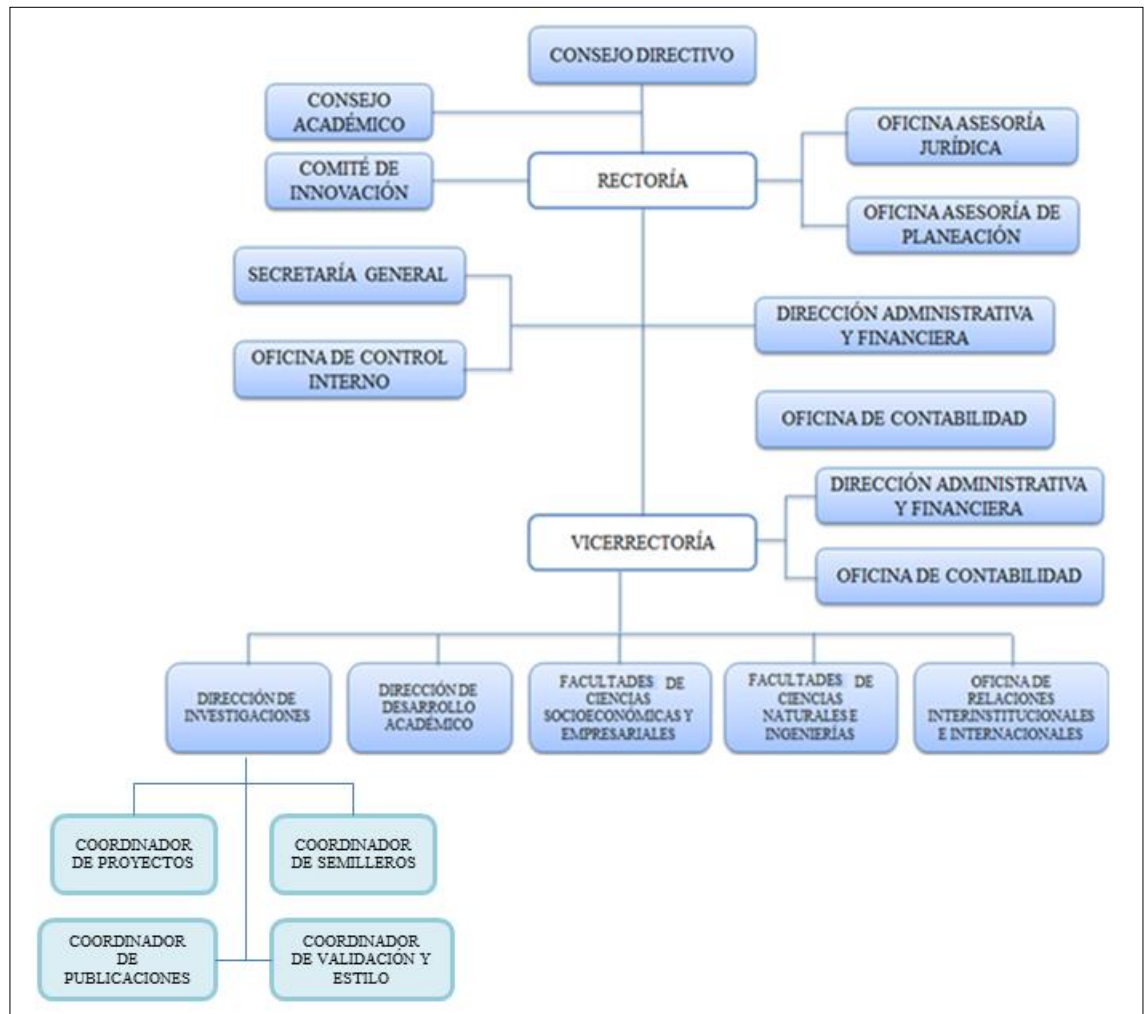 CONSEJO DIRECTIVO
CONSEJO
ACADÉMICO
OFICINA ASESORÍA
JURÍDICA
COMITÉ DE
INNOVACIÓN
RECTORÍA
OFICINA ASESORÍA DE
PLANEACIÓN
SECRETARÍA GENERAL
DIRECCIÓN ADMINISTRATIVA
Y FINANCIERA
OFICINA DE CONTROL
INTERNO
OFICINA DE CONTABILIDAD
DIRECCIÓN ADMINISTRATIVA
Y FINANCIERA
VICERRECTORÍA
OFICINA DE CONTABILIDAD
DIRECCIÓN DE
INVESTIGACIONES
DIRECCIÓN DE
DESARROLLO
ACADÉMICO
FACULTADES DE
CIENCIAS
SOCIOECONÓMICAS Y
EMPRESARIALES
FACULTADES DE
CIENCIAS
NATURALES E
INGENIERÍAS
OFICINA DE
RELACIONES
INTERINSTITUCIONALES
E INTERNACIONALES
COORDINADOR
DE PROYECTOS
COORDINADOR
DE SEMILLEROS
COORDINADOR
DE
PUBLICACIONES
COORDINADOR
DE VALIDACIÓN Y
ESTILO